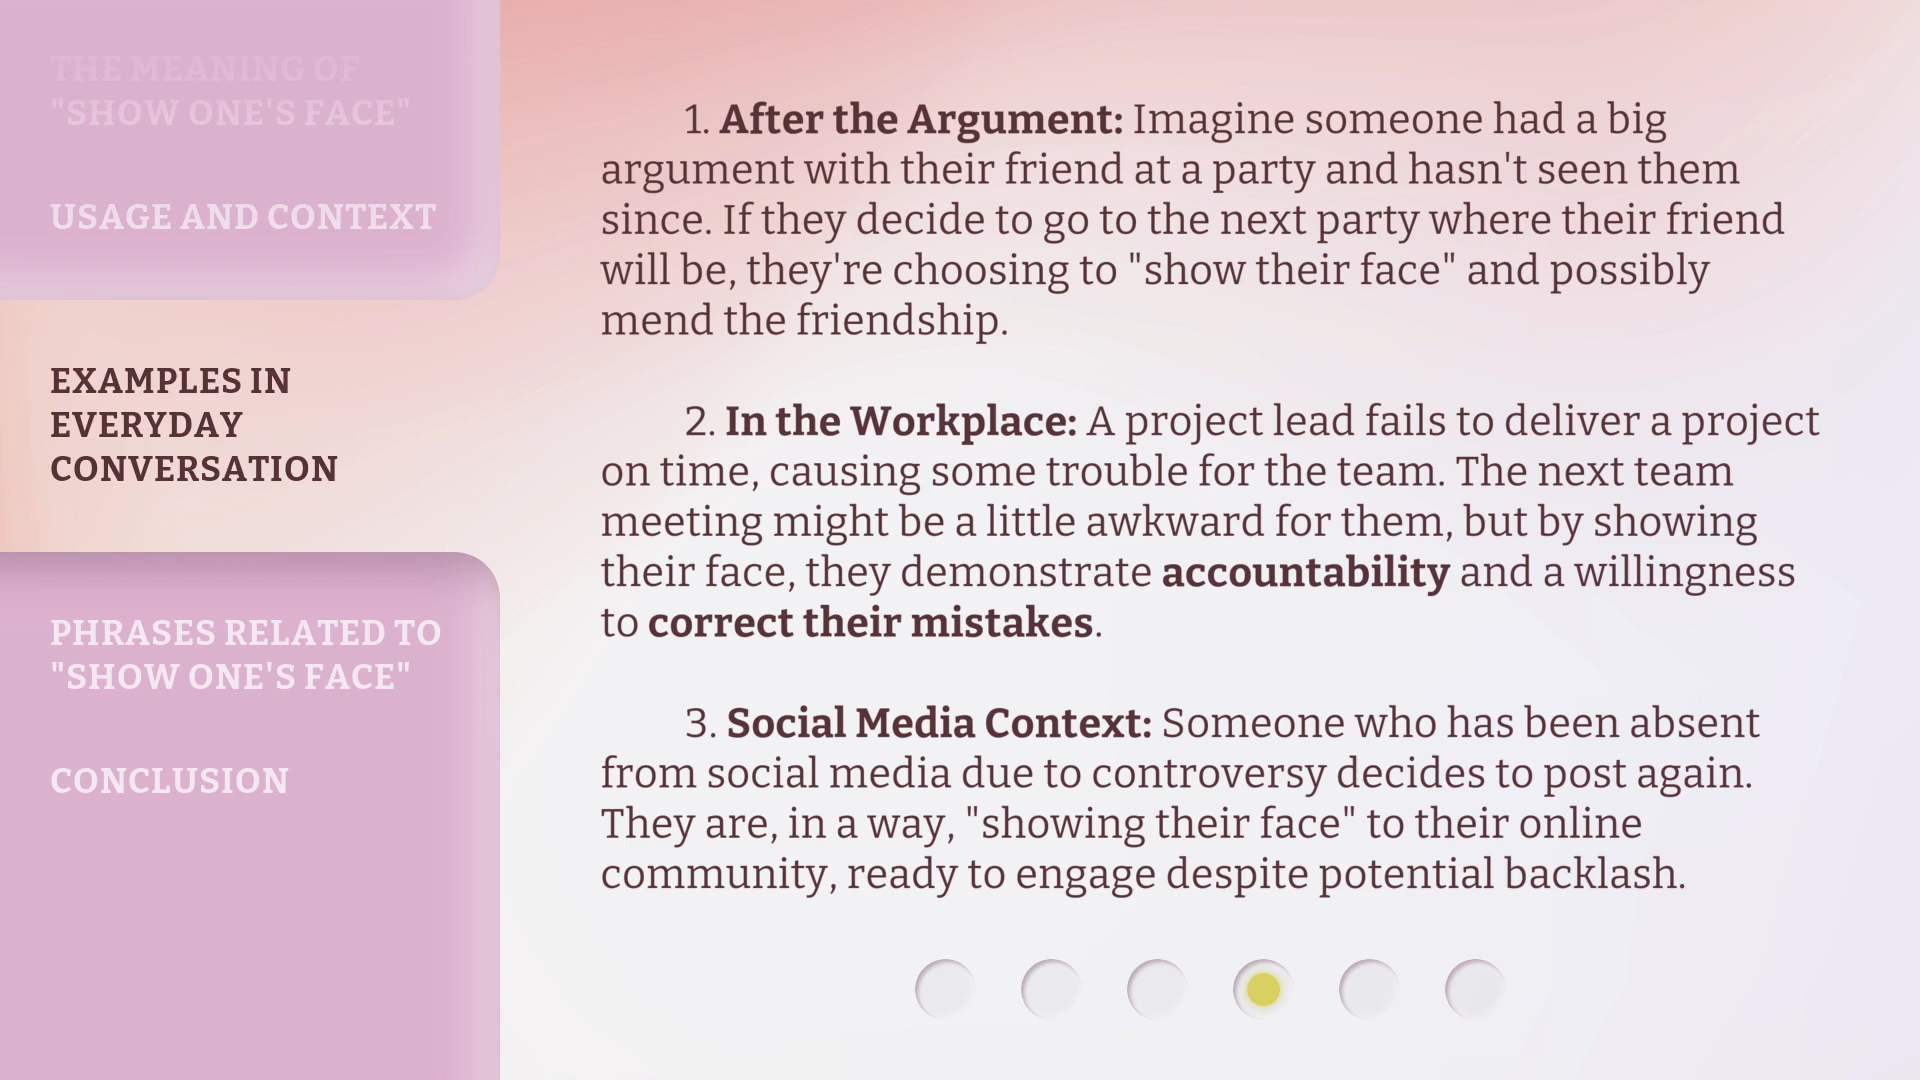 THE MEANING OF
"SHOW ONE'S FACE"
USAGE AND CONTEXT
EXAMPLES IN
EVERYDAY
CONVERSATION
PHRASES RELATED TO
"SHOW ONE'S FACE"
CONCLUSION
1. After the Argument: Imagine someone had a big
argument with their friend at a party and hasn't seen them
since. If they decide to go to the next party where their friend
will be, they're choosing to "show their face" and possibly
mend the friendship.
2. In the Workplace: A project lead fails to deliver a project
on time, causing some trouble for the team. The next team
meeting might be a little awkward for them, but by showing
their face, they demonstrate accountability and a willingness
to correct their mistakes.
3. Social Media Context: Someone who has been absent
from social media due to controversy decides to post again.
They are, in a way, "showing their face" to their online
community, ready to engage despite potential backlash.